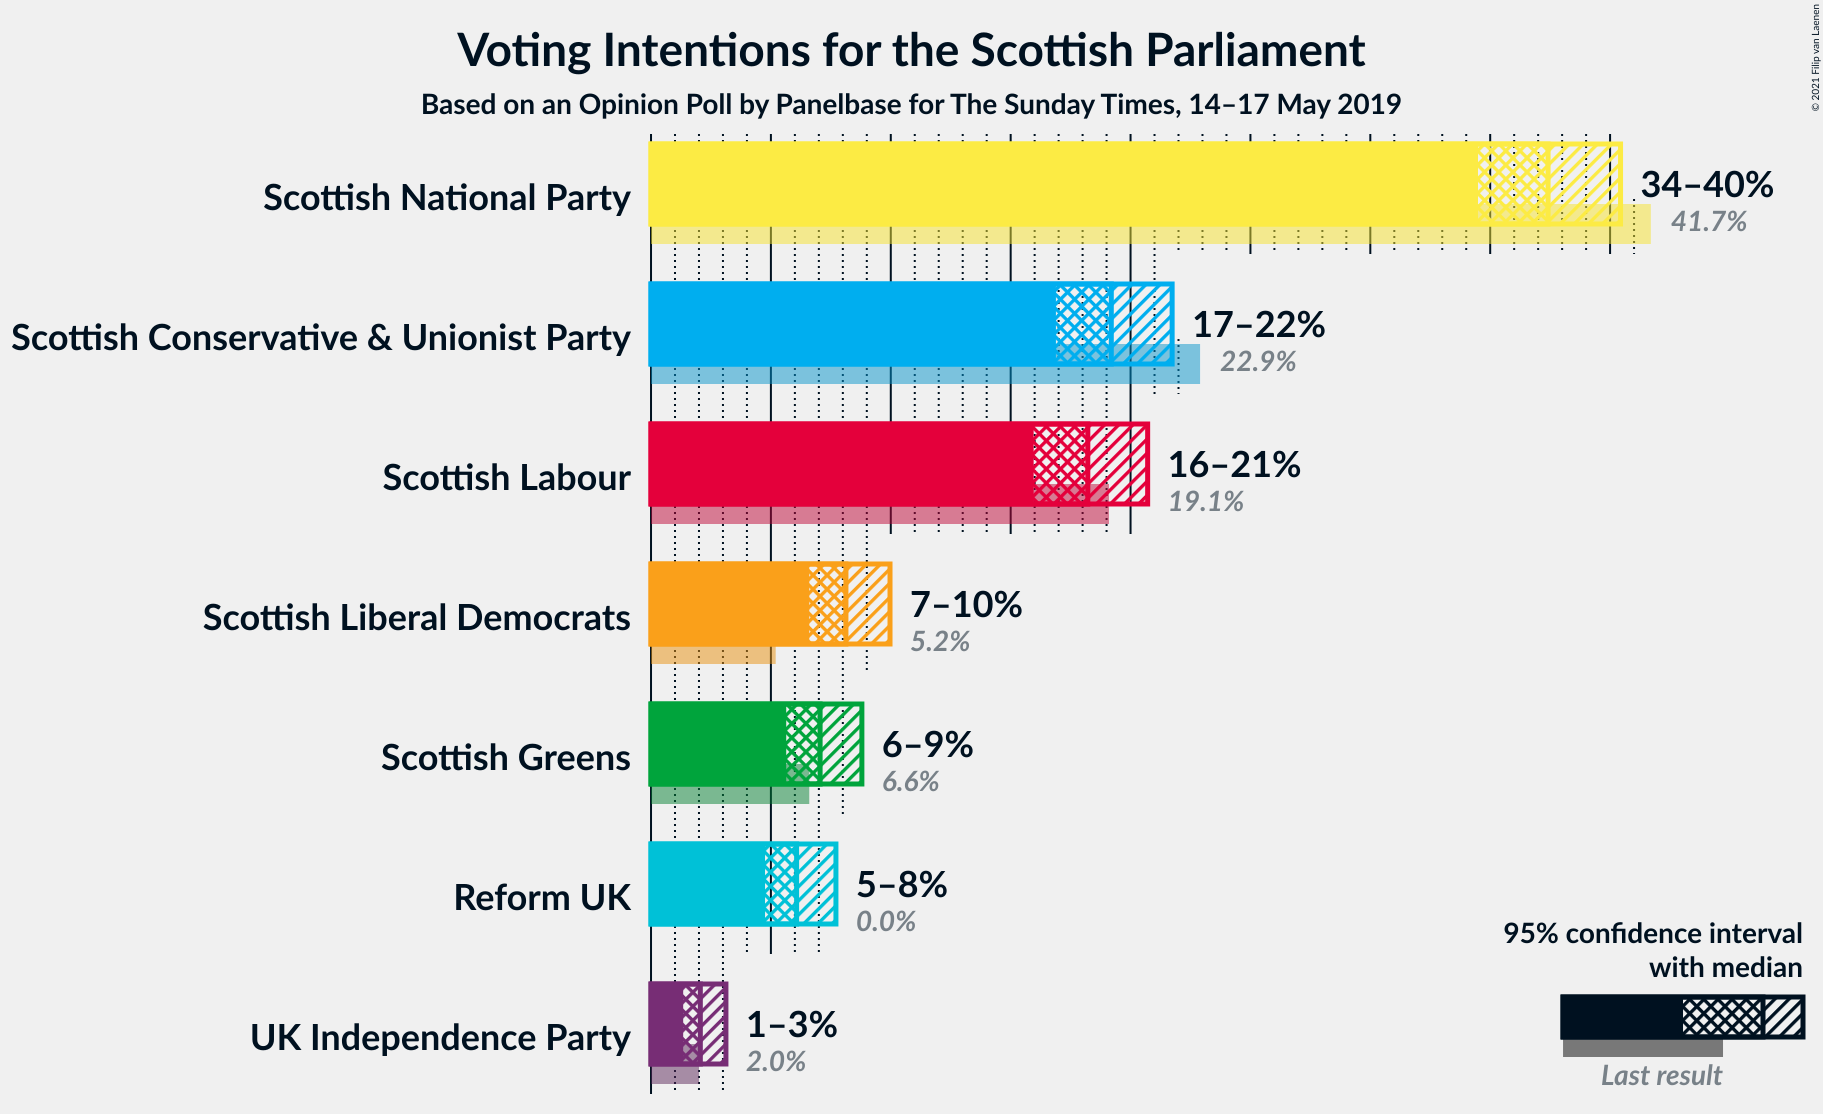 Voting Intentions for the Scottish Parliament
Based on an Opinion Poll by Panelbase for The Sunday Times, 14–17 May 2019
© 2021 Filip van Laenen
Scottish National Party
34–40%
41.7%
Scottish Conservative & Unionist Party
17–22%
22.9%
Scottish Labour
16–21%
19.1%
Scottish Liberal Democrats
7–10%
5.2%
Scottish Greens
6–9%
6.6%
Reform UK
5–8%
0.0%
UK Independence Party
1–3%
2.0%
95% confidence interval
with median
Last result